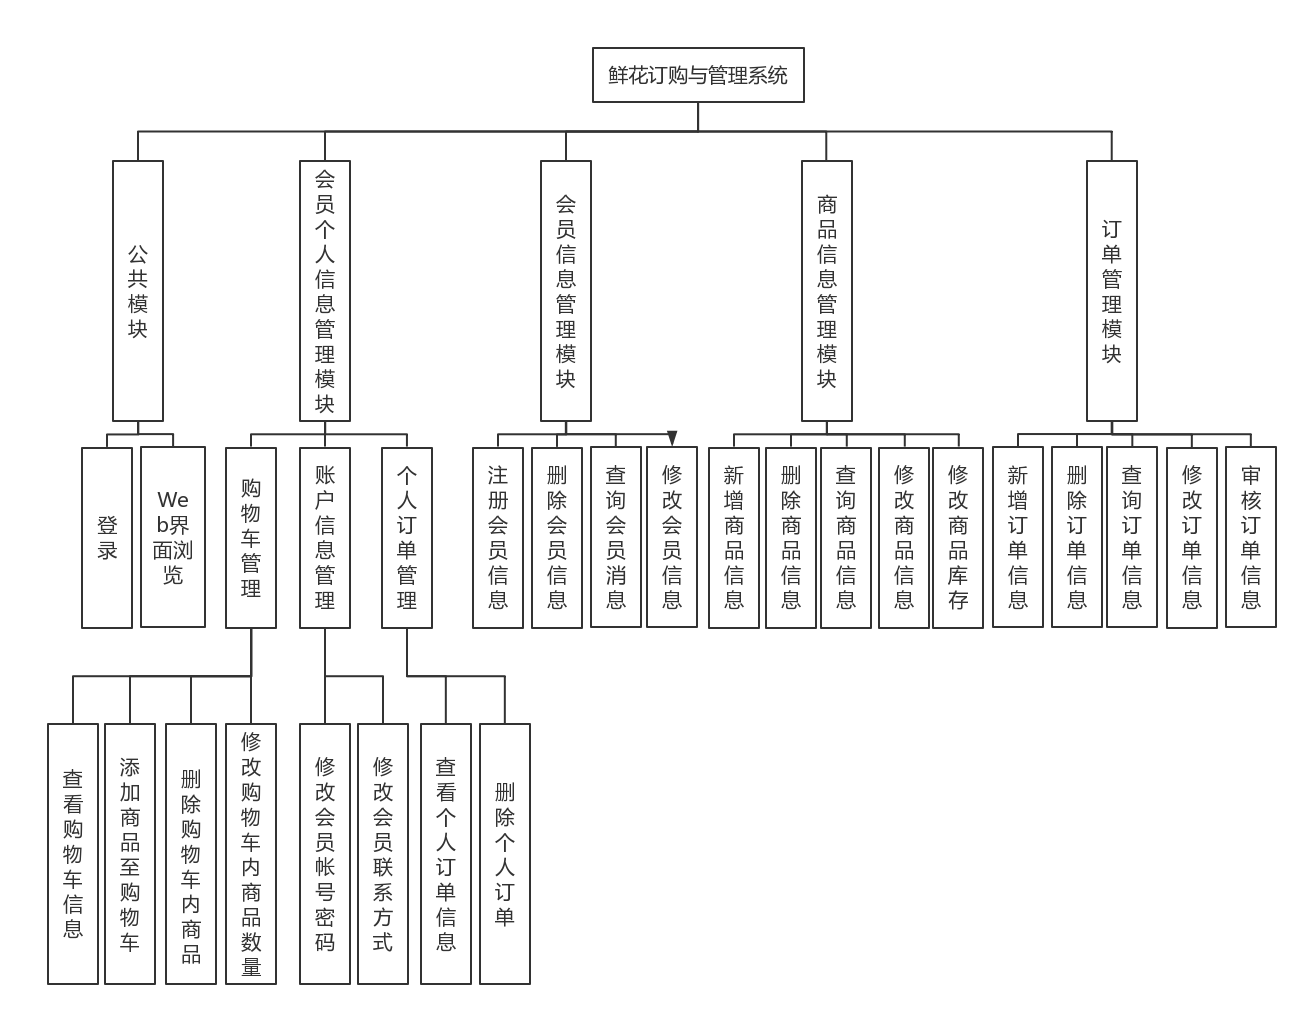 鲜花订购与管理系统
公共模块
会员个人信息管理模块
会员信息管理模块
商品信息管理模块
订单管理模块
登录
We
b界
面浏
览
购物车管理
账户信息管理
个人订单管理
注册会员信息
删除会员信息
查询会员消息
修改会员信息
新增商品信息
删除商品信息
查询商品信息
修改商品信息
修改商品库存
新增订单信息
删除订单信息
查询订单信息
修改订单信息
审核订单信息
查看购物车信息
添加商品至购物车
删除购物车内商品
修改购物车内商品数量
修改会员帐号密码
修改会员联系方式
查看个人订单信息
删除个人订单